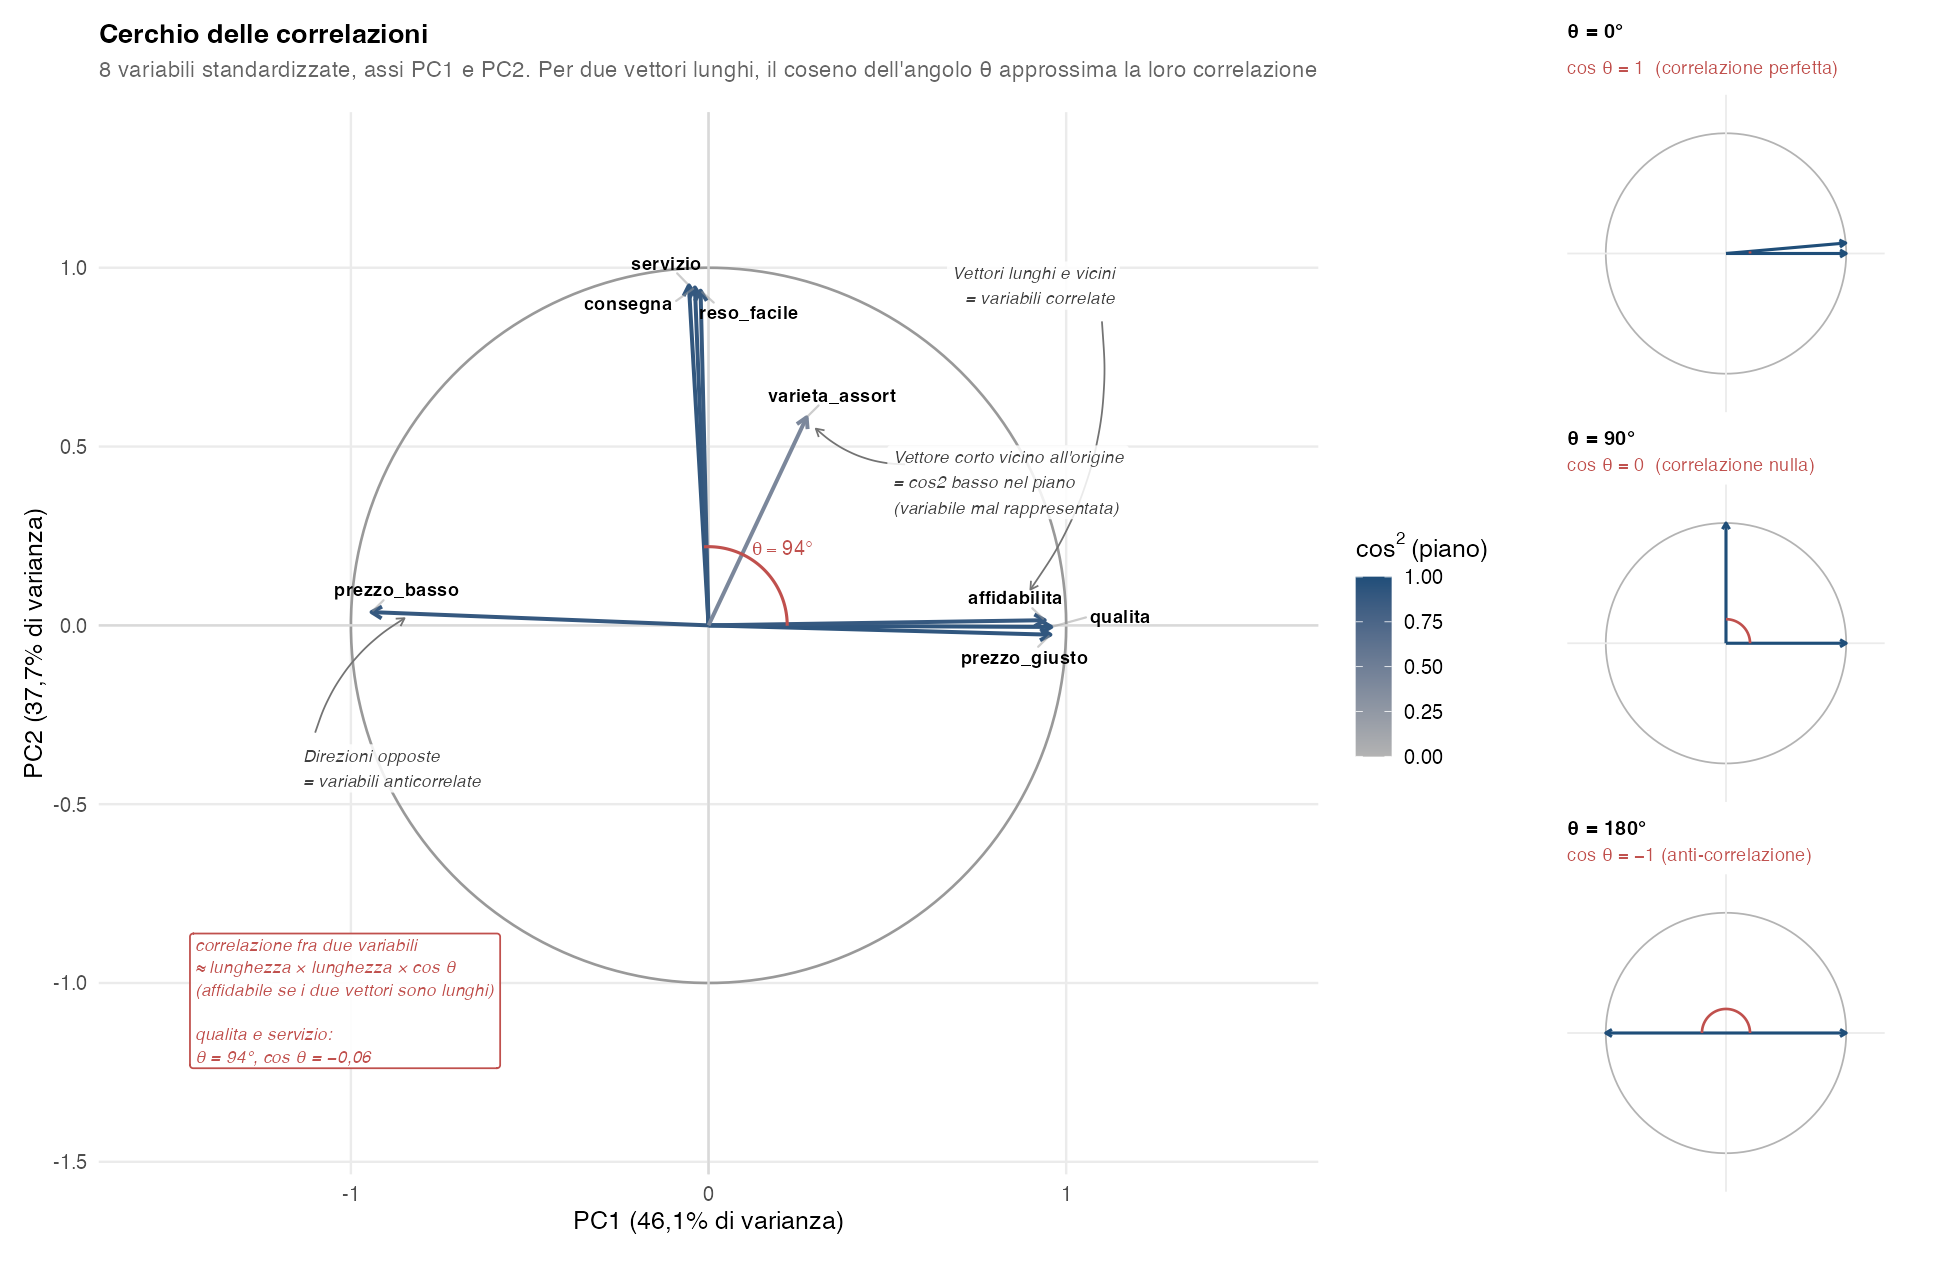 Cerchio delle correlazioni
8 variabili standardizzate, assi PC1 e PC2. Per due vettori lunghi, il coseno dell'angolo θ approssima la loro correlazione
PC2 (37,7% di varianza)
1.0
0.5
0.0
-0.5
-1.0
-1.5
-1
0
1
PC1 (46,1% di varianza)
servizio
consegna
reso_facile
varieta_assort
prezzo_basso
affidabilita
qualita
prezzo_giusto
θ = 94°
Vettori lunghi e vicini
= variabili correlate
Vettore corto vicino all'origine
= cos2 basso nel piano
(variabile mal rappresentata)
Direzioni opposte
= variabili anticorrelate
correlazione fra due variabili
≈ lunghezza × lunghezza × cos θ
(affidabile se i due vettori sono lunghi)
qualita e servizio:
θ = 94°, cos θ = −0,06
cos² (piano)
1.00
0.75
0.50
0.25
0.00
θ = 0°
cos θ = 1 (correlazione perfetta)
θ = 90°
cos θ = 0 (correlazione nulla)
θ = 180°
cos θ = −1 (anti-correlazione)